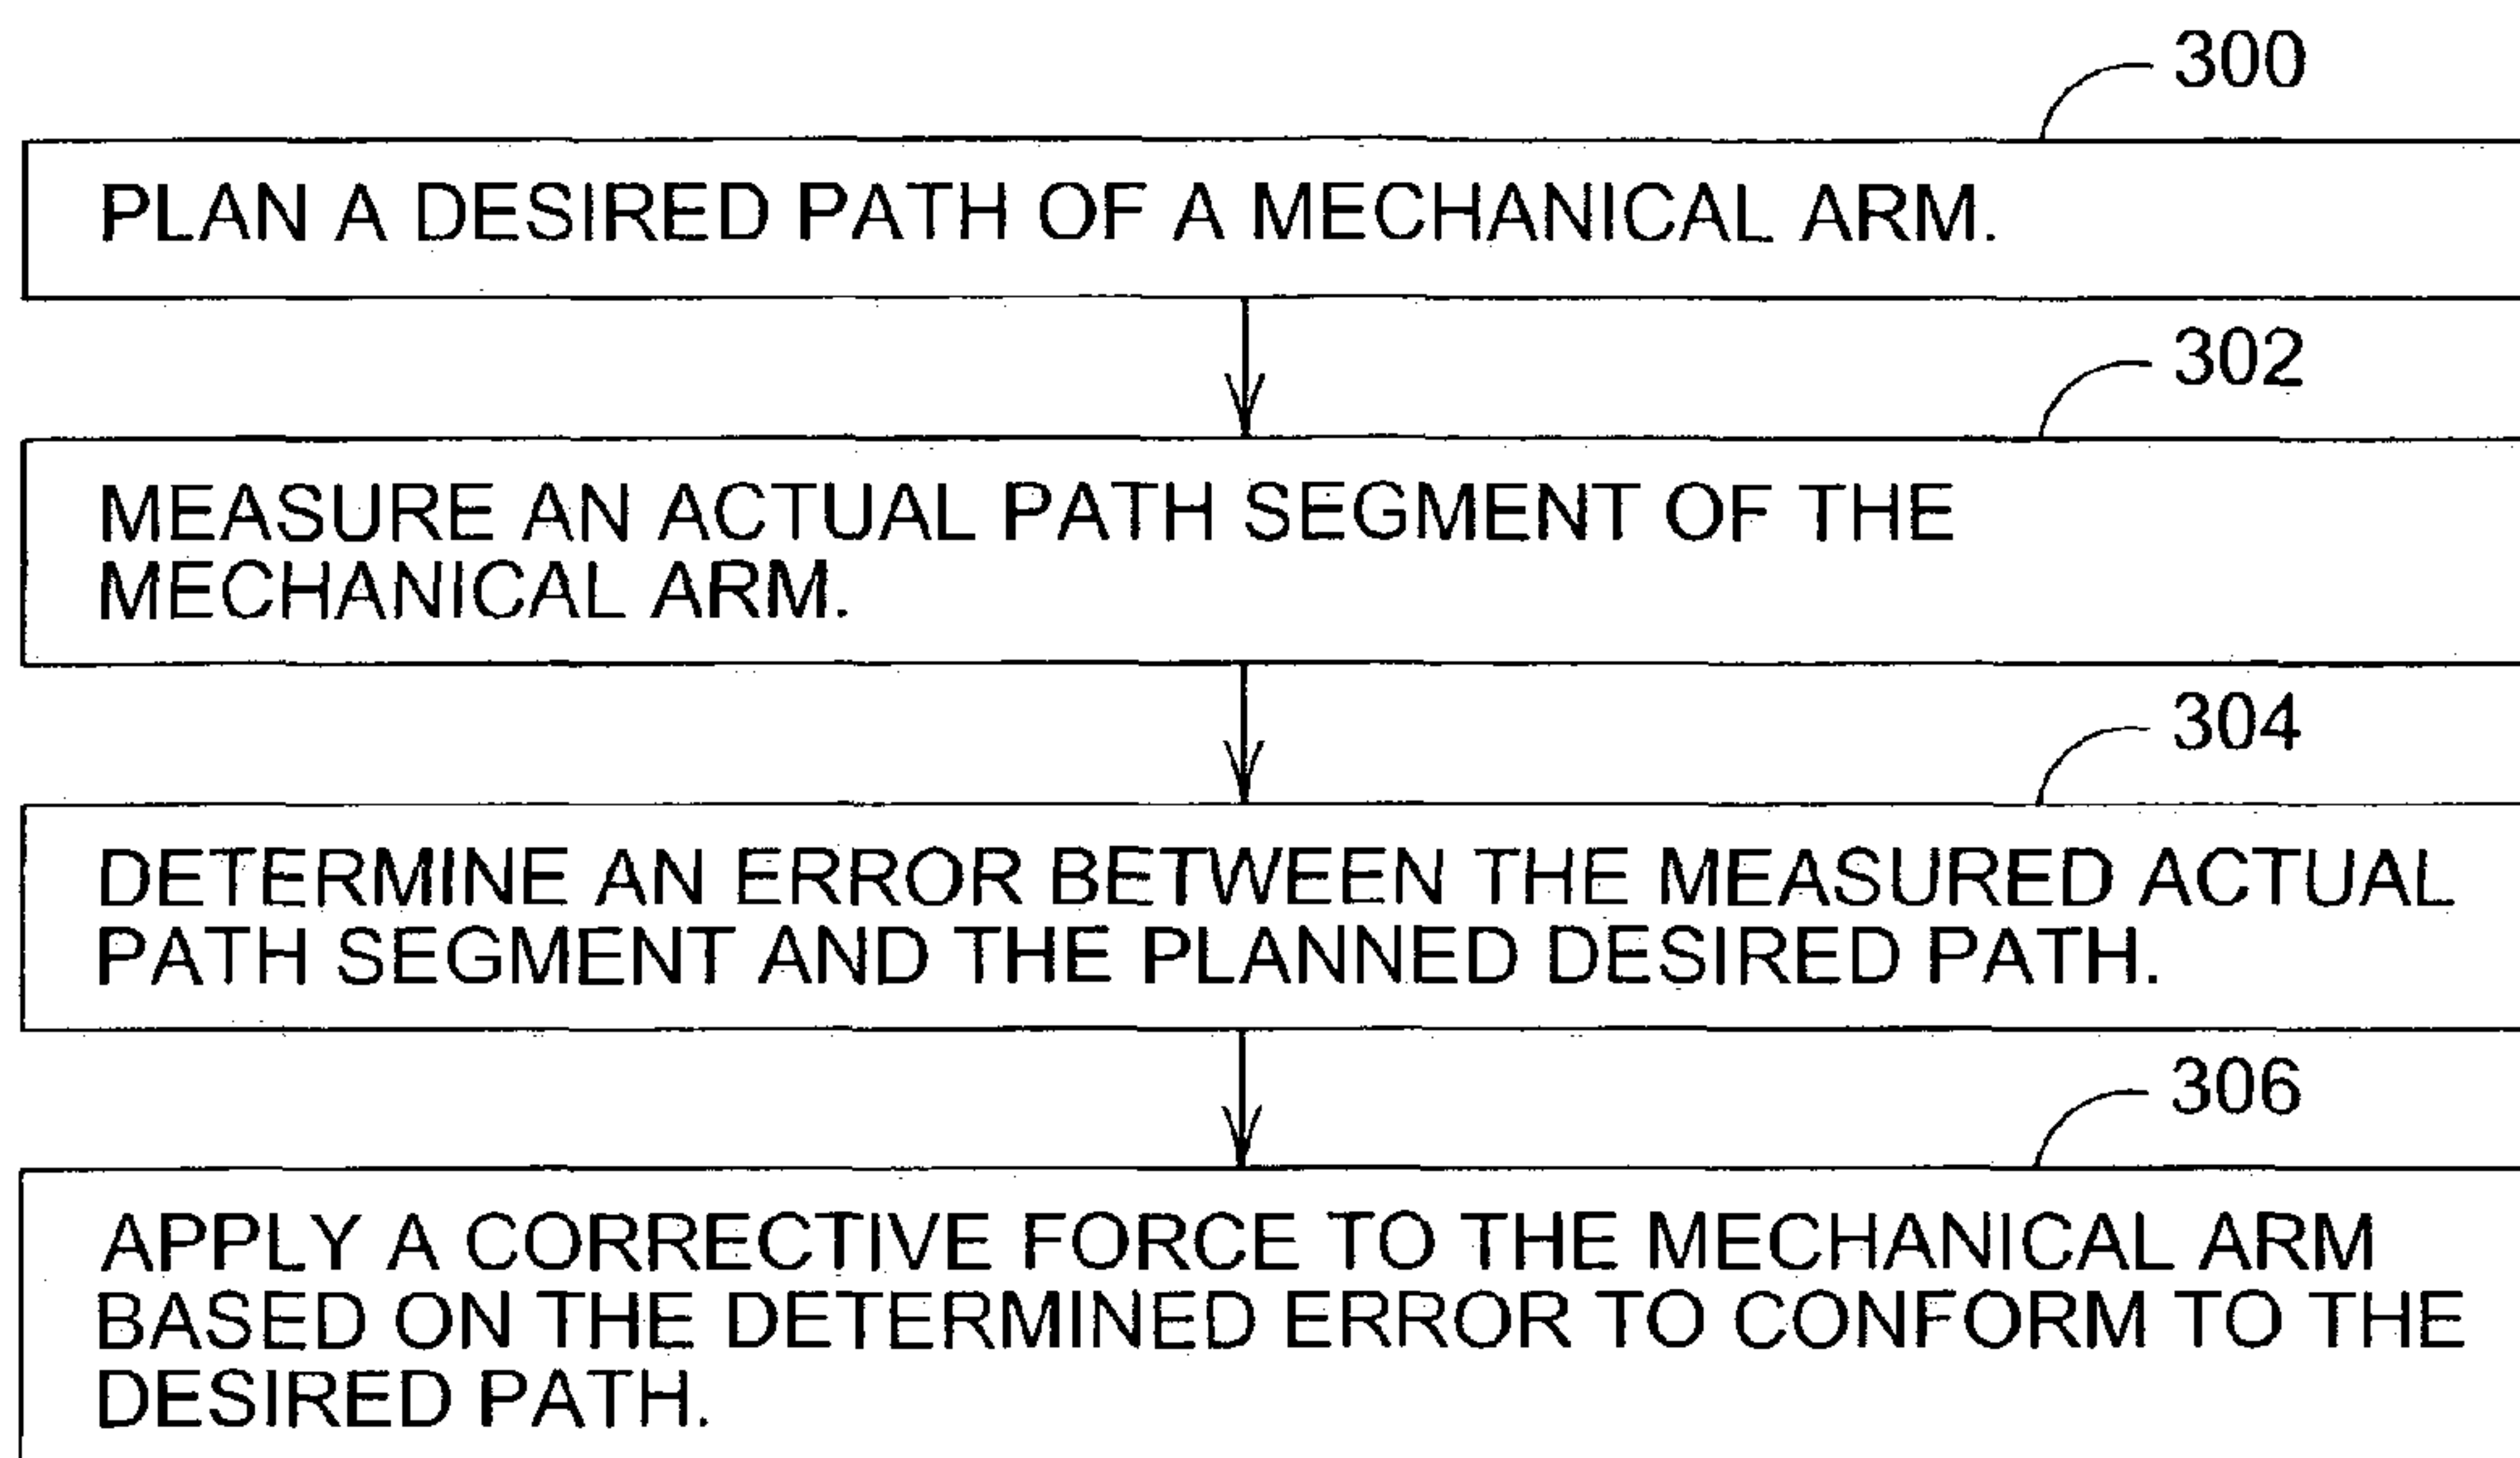 300
PLAN A DESIRED PATH OF A MECHANICAL ARM.
302
MEASURE AN ACTUAL PATH SEGMENT OF THE
MECHANICAL ARM.
304
DETERMINE AN ERROR BETWEEN THE MEASURED ACTUAL
PATH SEGMENT AND THE PLANNED DESIRED PATH.
306
APPLY A CORRECTIVE FORCE TO THE MECHANICAL ARM
BASED ON THE DETERMINED ERROR TO CONFORM TO THE
DESIRED PATH.